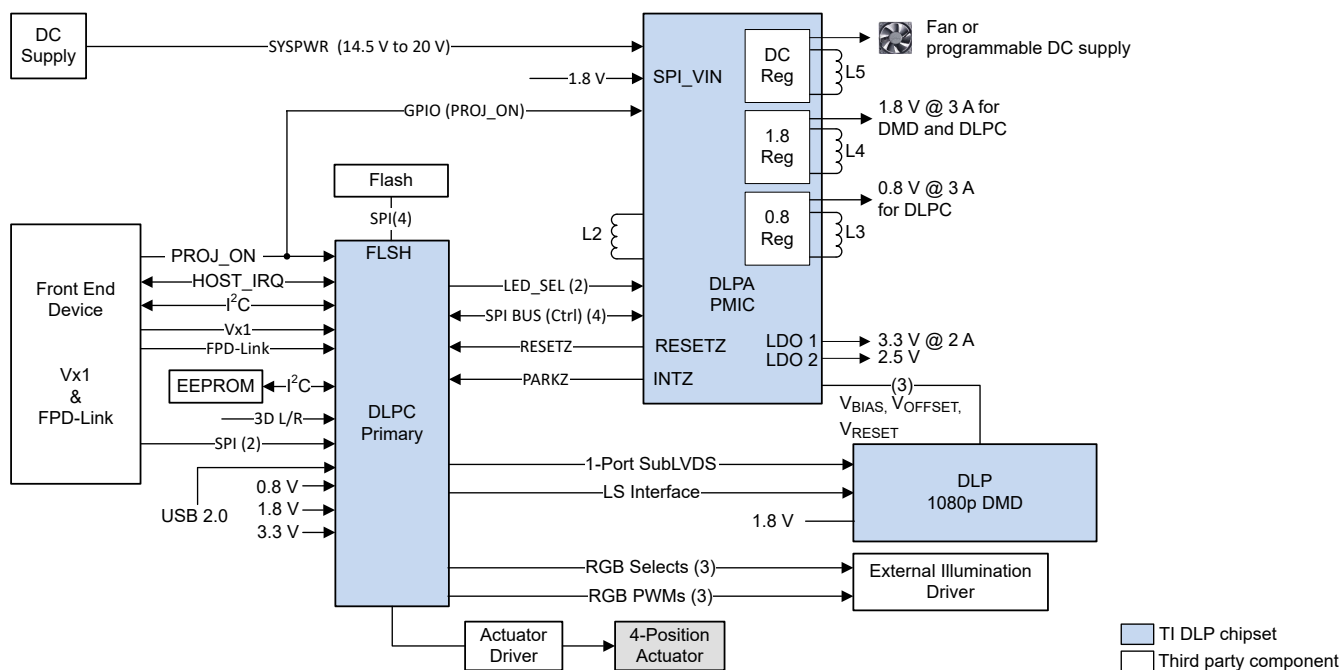 DC
Supply
SYSPWR (14.5 V to 20 V)
1.8 V
SPI_VIN
GPIO (PROJ_ON)
DC
Reg
L5
Fan or
programmable DC supply
1.8
Reg
L4
1.8 V @ 3 A for
DMD and DLPC
0.8
Reg
L3
0.8 V @ 3 A
for DLPC
L2
DLPA
PMIC
Flash
SPI(4)
FLSH
Front End
Device
Vx1
&
FPD-Link
PROJ_ON
HOST_IRQ
I²C
Vx1
FPD-Link
EEPROM
I²C
3D L/R
SPI (2)
USB 2.0
0.8 V
1.8 V
3.3 V
DLPC
Primary
LED_SEL (2)
SPI BUS (Ctrl) (4)
RESETZ
RESETZ
PARKZ
INTZ
LDO 1
3.3 V @ 2 A
LDO 2
2.5 V
(3)
VBIAS, VOFFSET,
VRESET
1-Port SubLVDS
LS Interface
1.8 V
DLP
1080p DMD
RGB Selects (3)
RGB PWMs (3)
External Illumination
Driver
Actuator
Driver
4-Position
Actuator
TI DLP chipset
Third party component